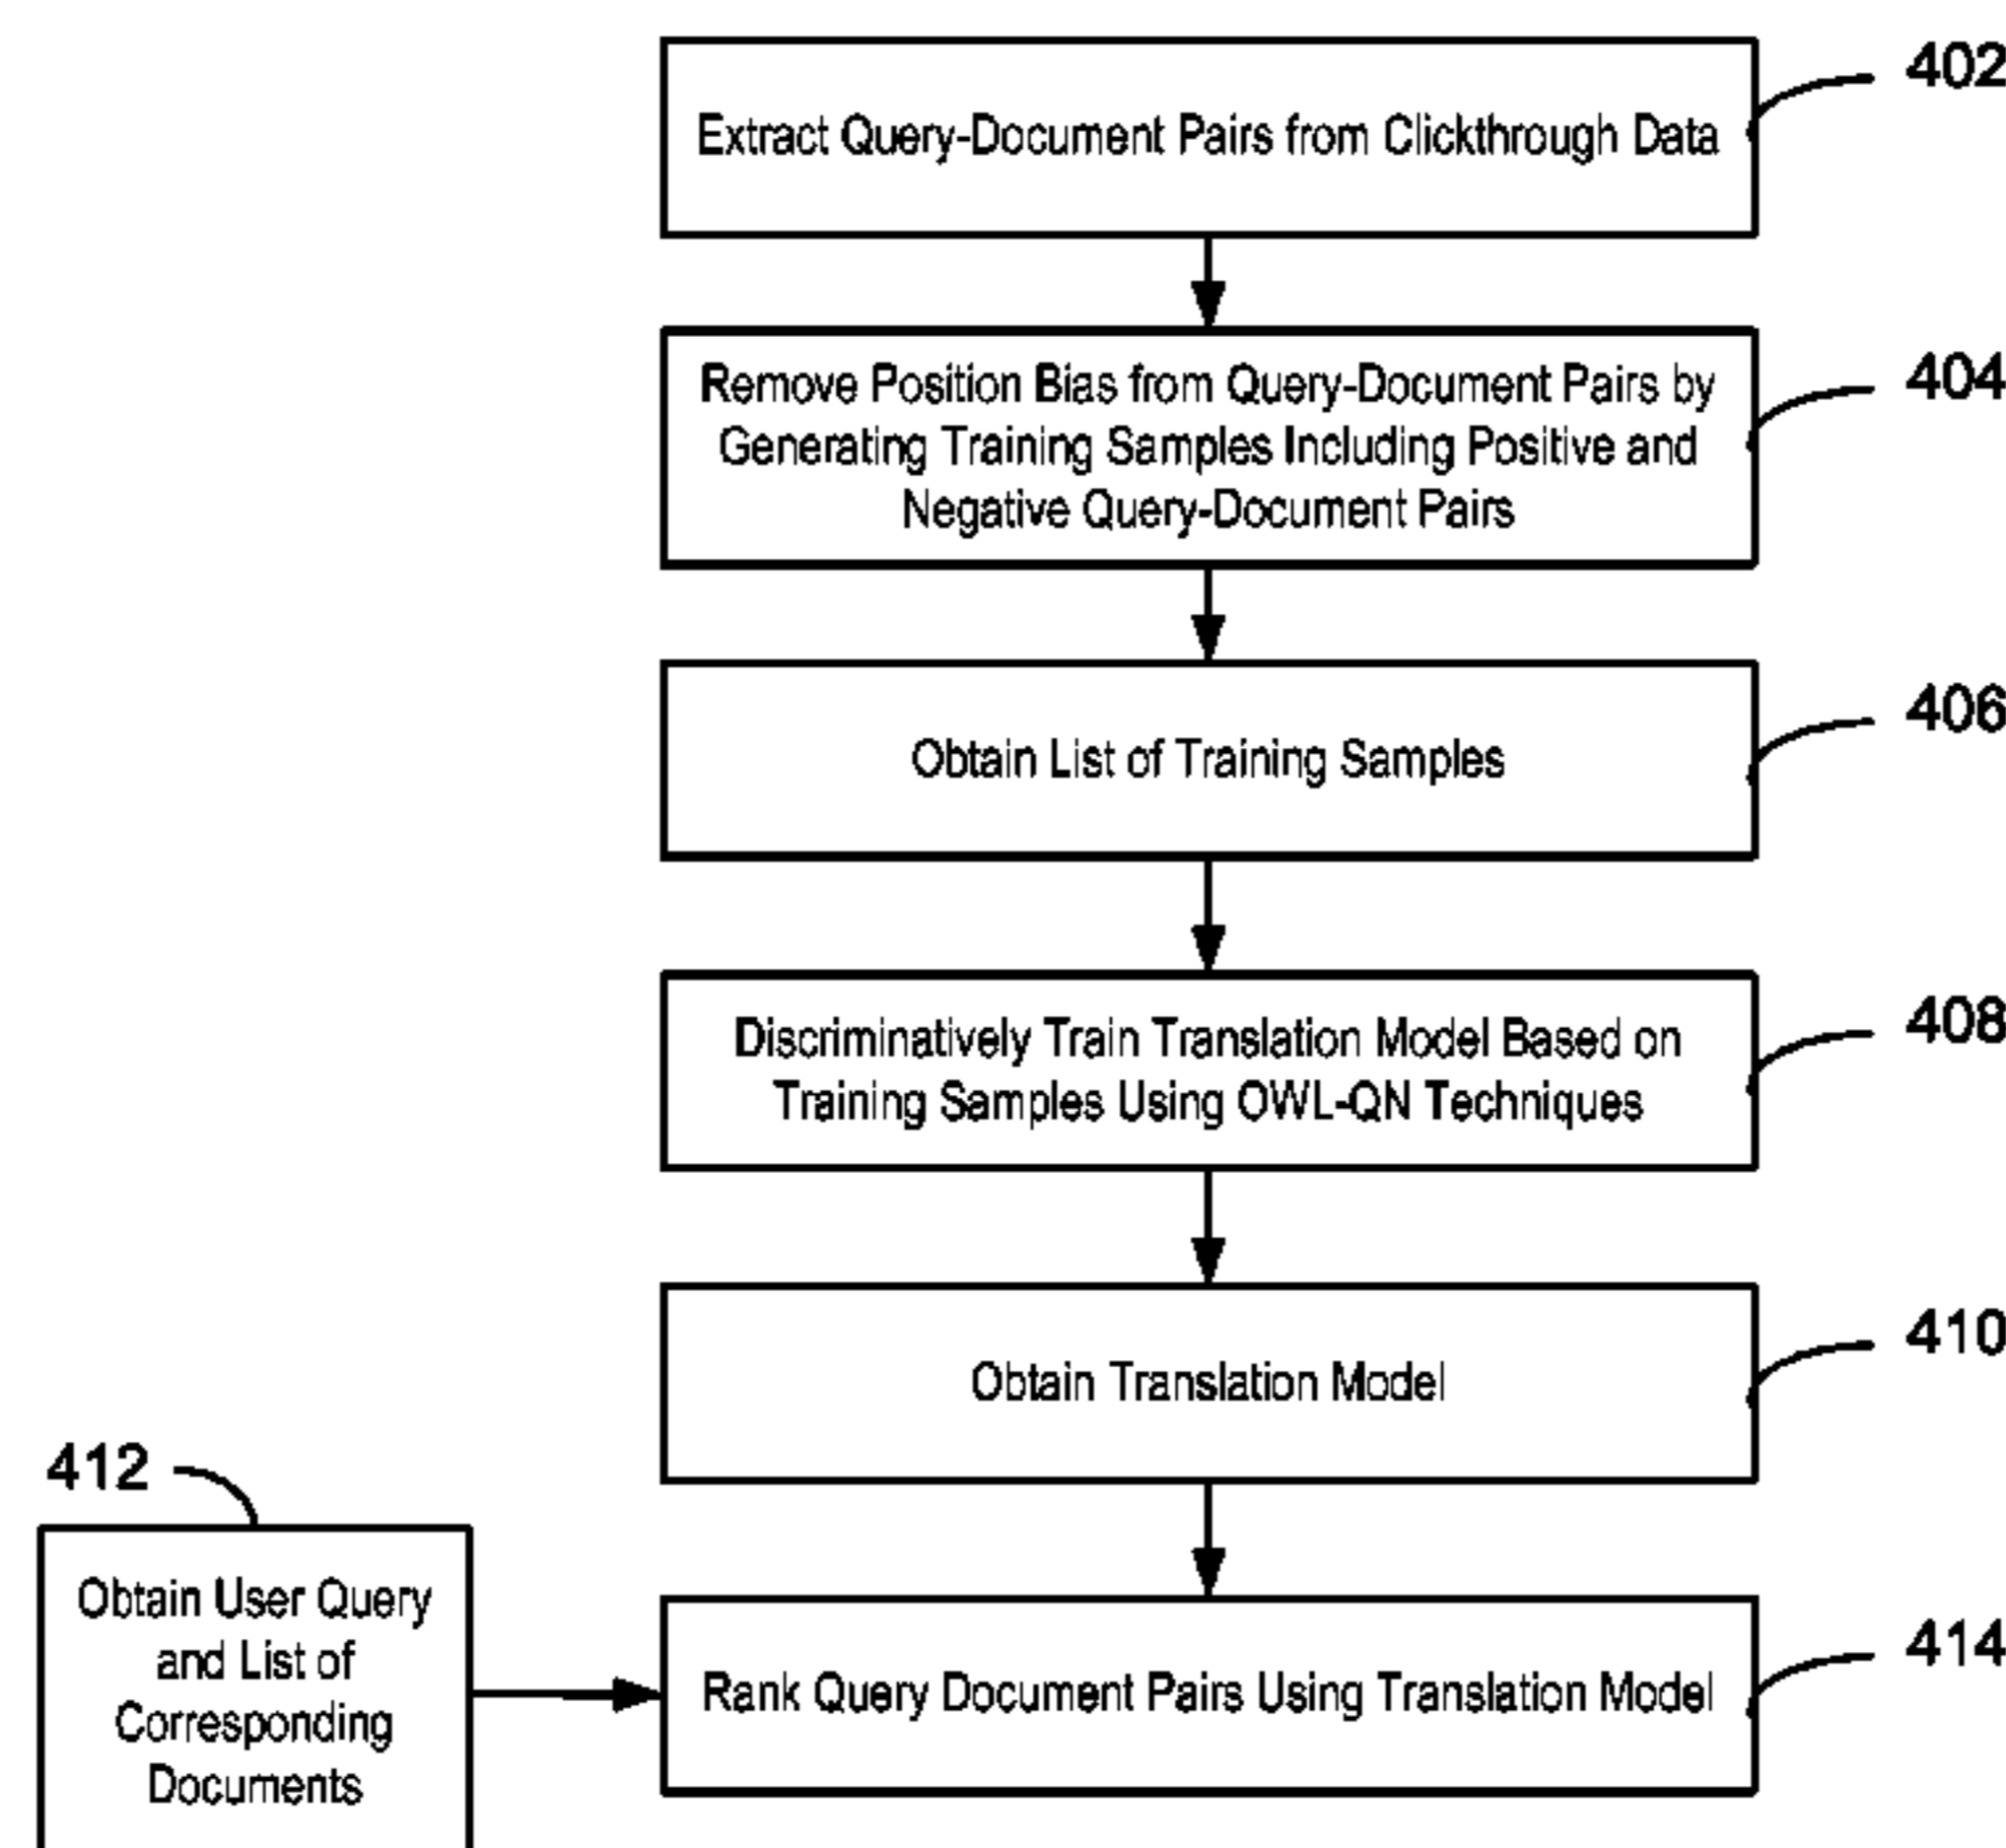 402
Extract Query-Document Pairs from Clickthrough Data
404
Remove Position Bias from Query-Document Pairs by
Generating Training Samples Including Positive and
Negative Query-Document Pairs
406
Obtain List of Training Samples
408
Discriminatively Train Translation Model Based on
Training Samples Using OWL-QN Techniques
410
Obtain Translation Model
412
Obtain User Query
and List of
Corresponding
Documents
414
Rank Query Document Pairs Using Translation Model